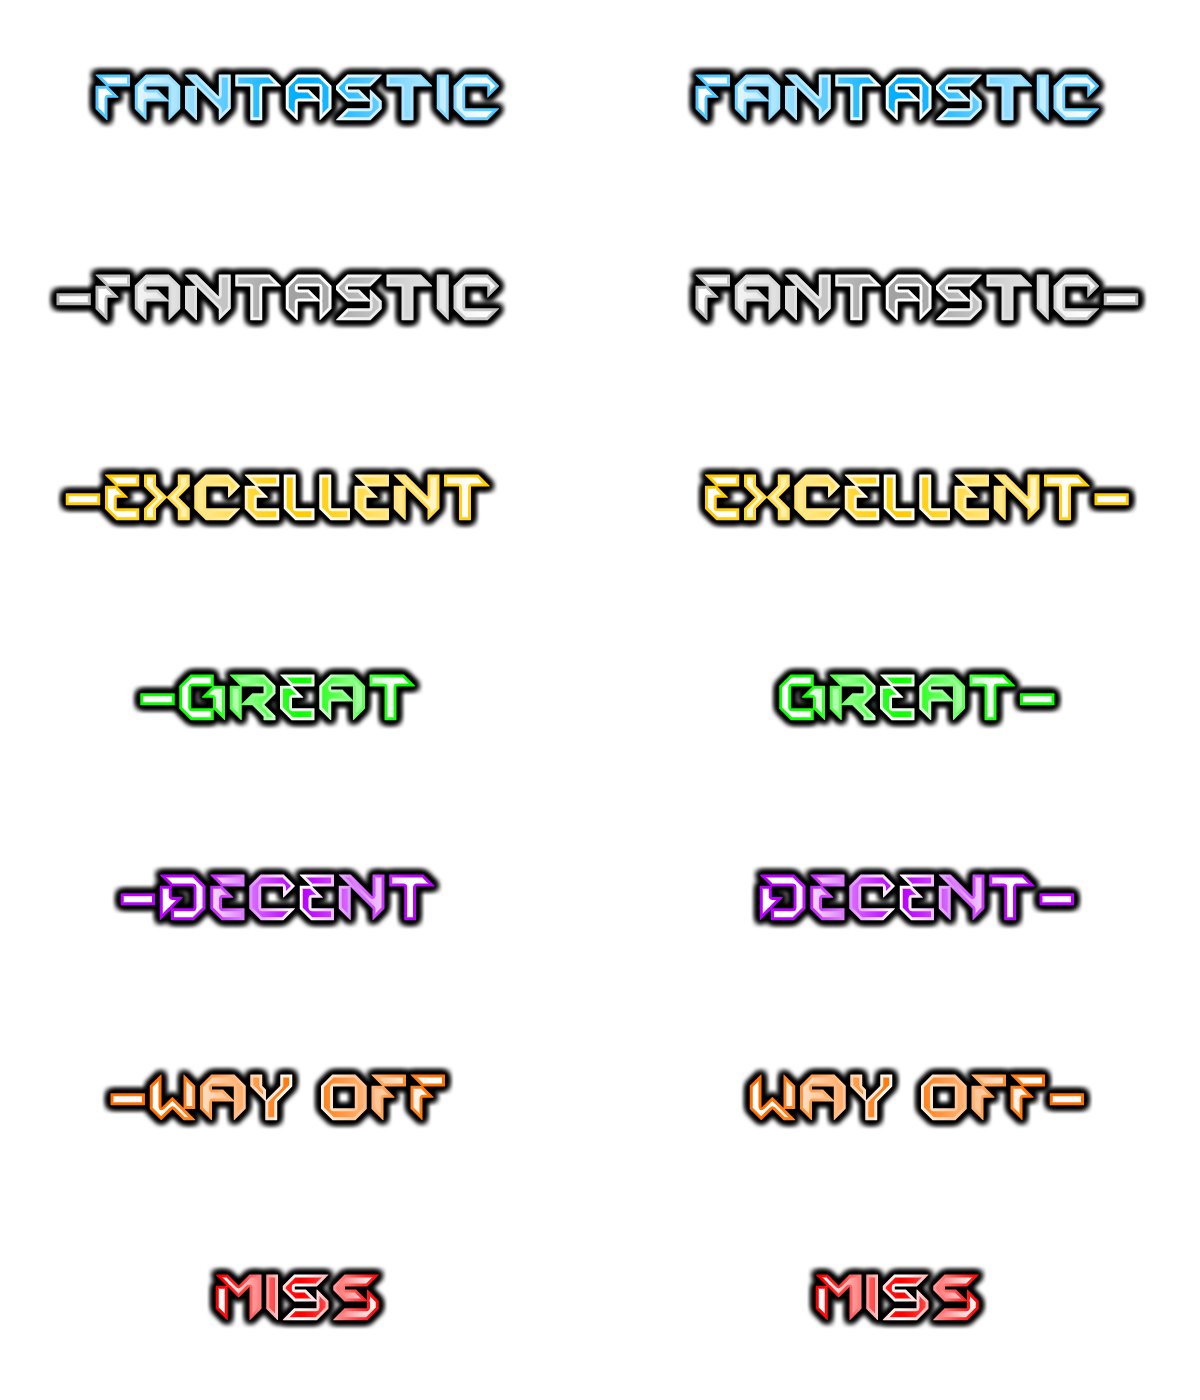 FANTASTIC FANTASTIC
-FANTASTIC FANTASTIC-
-EXCELLENT EXCELLENT-
-GREAT GREAT-
-DECENT DECENT-
-WAY OFF WAY OFF-
MISS MISS